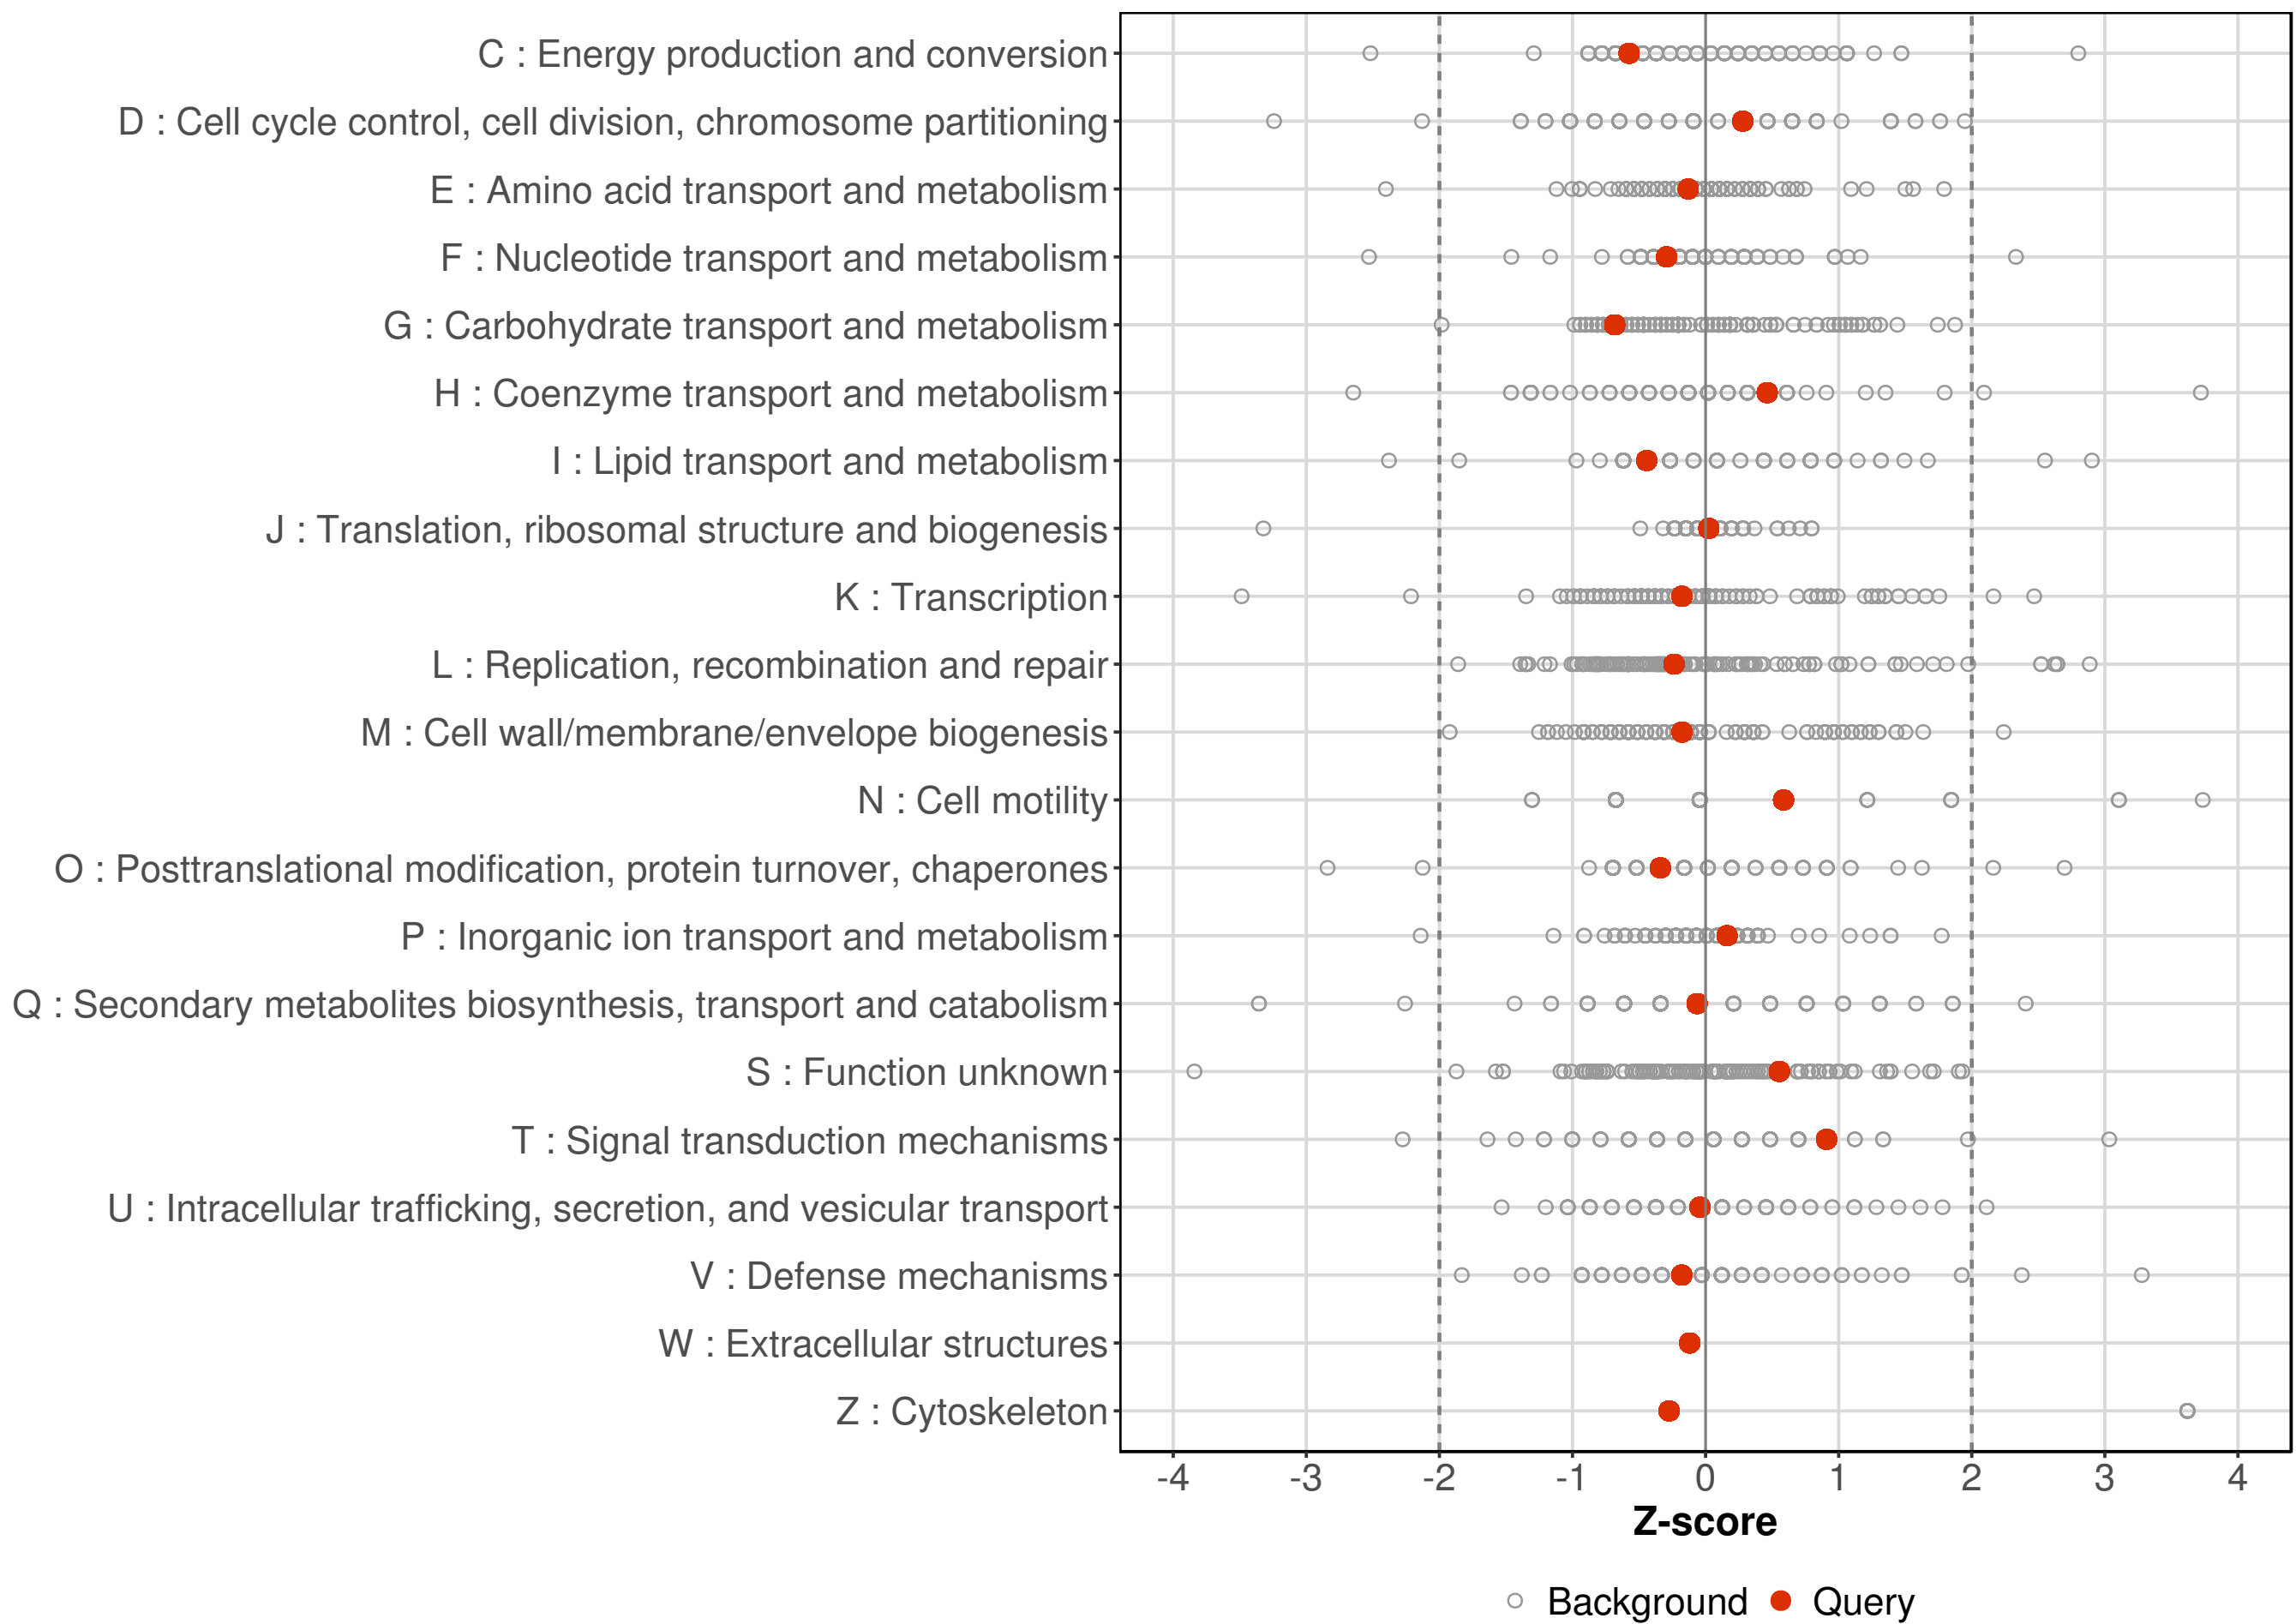 C : Energy production and conversion
D : Cell cycle control, cell division, chromosome partitioning
E : Amino acid transport and metabolism
F : Nucleotide transport and metabolism
G : Carbohydrate transport and metabolism
H : Coenzyme transport and metabolism
I : Lipid transport and metabolism
J : Translation, ribosomal structure and biogenesis
K : Transcription
L : Replication, recombination and repair
M : Cell wall/membrane/envelope biogenesis
N : Cell motility
O : Posttranslational modification, protein turnover, chaperones
P : Inorganic ion transport and metabolism
Q : Secondary metabolites biosynthesis, transport and catabolism
S : Function unknown
T : Signal transduction mechanisms
U : Intracellular trafficking, secretion, and vesicular transport
V : Defense mechanisms
W : Extracellular structures
Z : Cytoskeleton
-4 -3 -2 -1 0 1 2 3 4
Z-score
Background Query